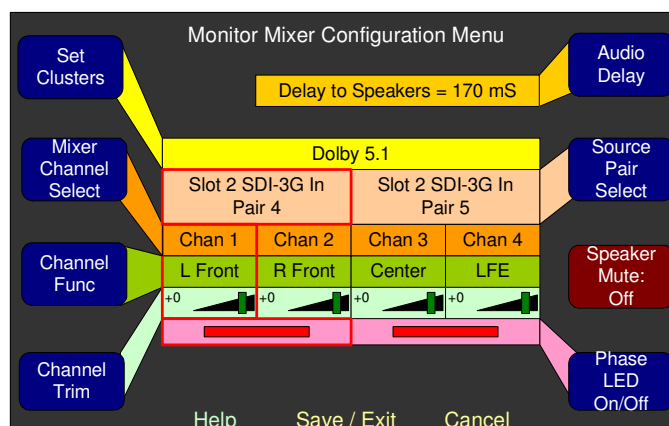 Monitor Mixer Configuration Menu
Set
Clusters
Audio
Delay
Delay to Speakers = 170 mS
Mixer
Channel
Select
Dolby 5.1
Source
Pair
Select
Slot 2 SDI-3G In
Pair 4
Slot 2 SDI-3G In
Pair 5
Chan 1
Chan 2
Chan 3
Chan 4
Channel
Func
L Front
R Front
Center
LFE
Speaker
Mute:
Off
+0
+0
+0
+0
Channel
Trim
Phase
LED
On/Off
Help
Save / Exit
Cancel